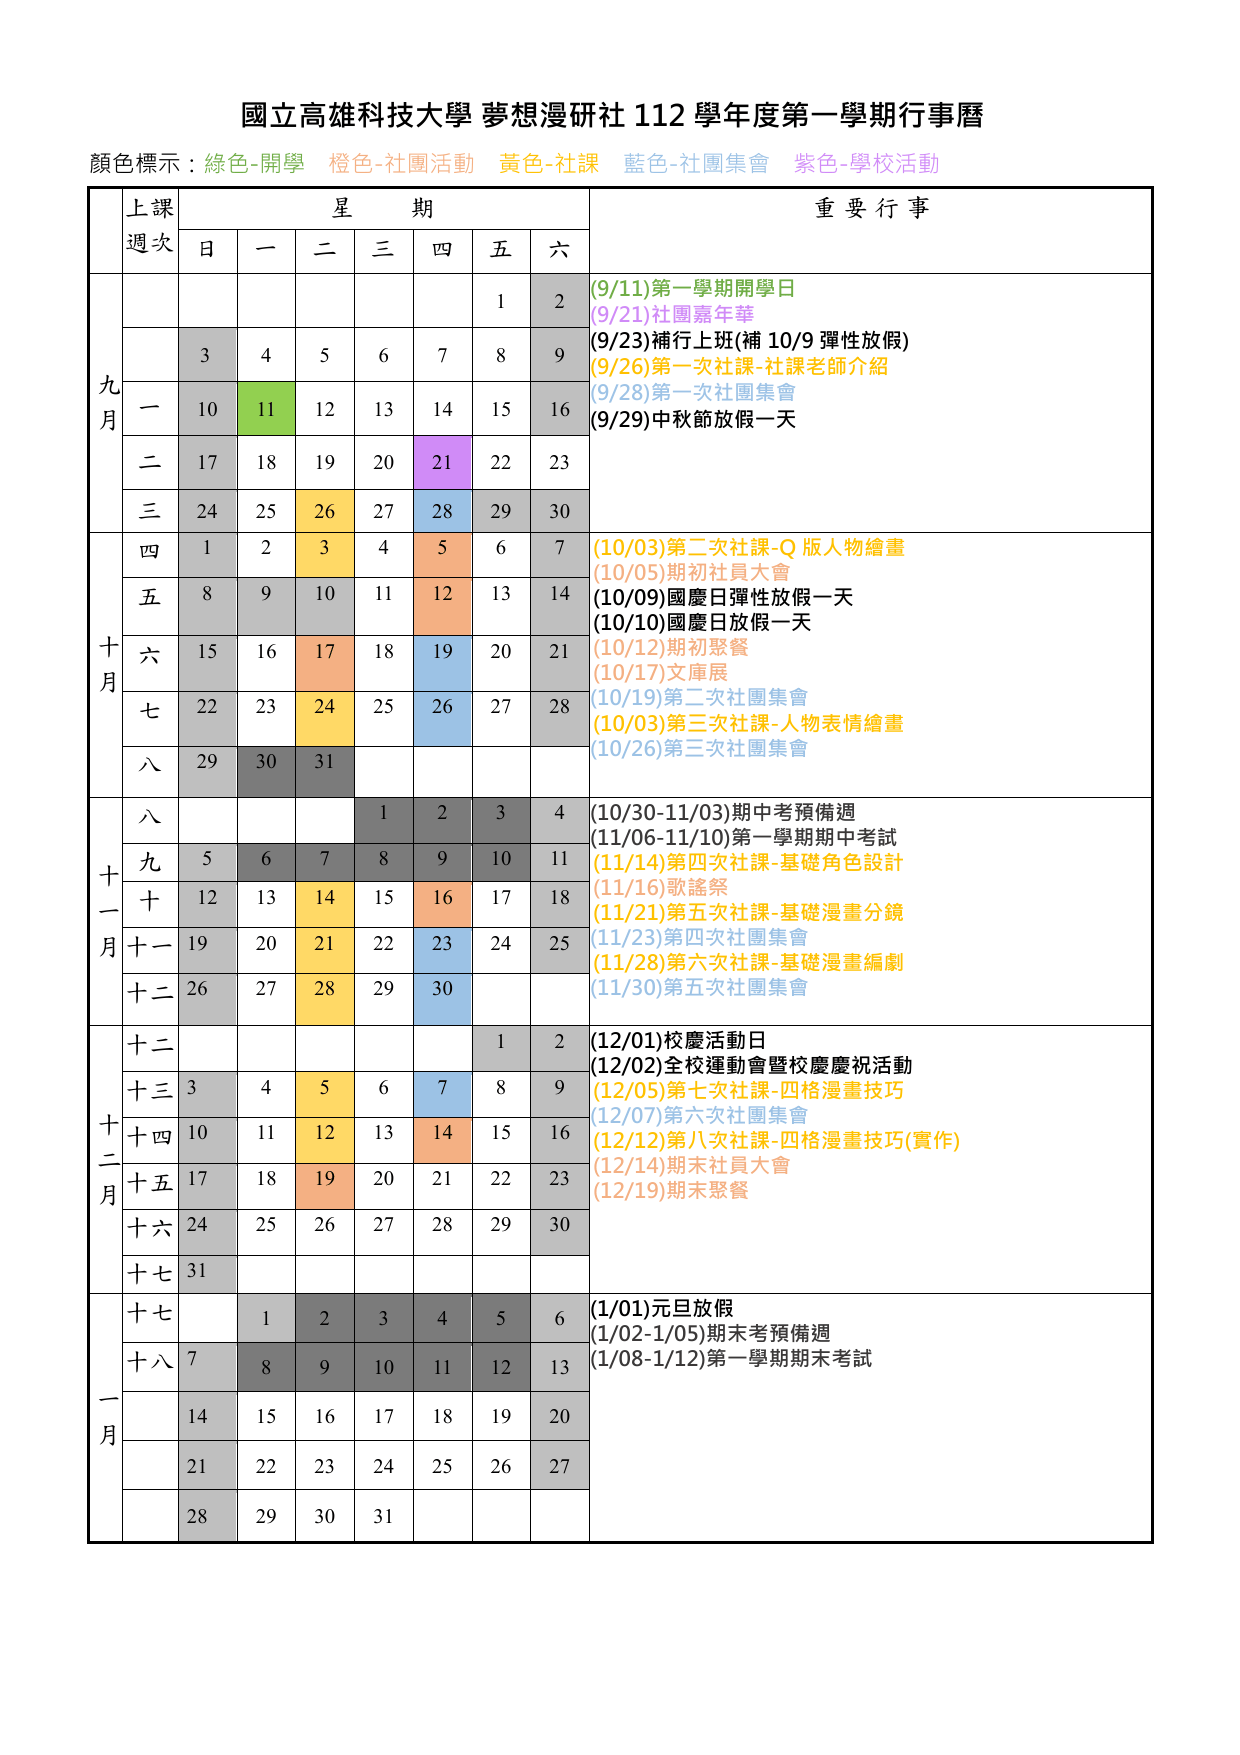 國立高雄科技大學 夢想漫研社 112 學年度第一學期行事曆
顏色標示：綠色-開學 橙色-社團活動 黃色-社課 藍色-社團集會 紫色-學校活動
上課週次 星 期 重 要 行 事
日 一 二 三 四 五 六
九月
1 2
3 4 5 6 7 8 9
一 10 11 12 13 14 15 16
二 17 18 19 20 21 22 23
三 24 25 26 27 28 29 30
(9/11)第一學期開學日
(9/21)社團嘉年華
(9/23)補行上班(補 10/9 彈性放假)
(9/26)第一次社課-社課老師介紹
(9/28)第一次社團集會
(9/29)中秋節放假一天
十月
四 1 2 3 4 5 6 7
五 8 9 10 11 12 13 14
六 15 16 17 18 19 20 21
七 22 23 24 25 26 27 28
八 29 30 31
(10/03)第二次社課-Q 版人物繪畫
(10/05)期初社員大會
(10/09)國慶日彈性放假一天
(10/10)國慶日放假一天
(10/12)期初聚餐
(10/17)文庫展
(10/19)第二次社團集會
(10/03)第三次社課-人物表情繪畫
(10/26)第三次社團集會
十一月
八 1 2 3 4
九 5 6 7 8 9 10 11
十 12 13 14 15 16 17 18
十一 19 20 21 22 23 24 25
十二 26 27 28 29 30
(10/30-11/03)期中考預備週
(11/06-11/10)第一學期期中考試
(11/14)第四次社課-基礎角色設計
(11/16)歌謠祭
(11/21)第五次社課-基礎漫畫分鏡
(11/23)第四次社團集會
(11/28)第六次社課-基礎漫畫編劇
(11/30)第五次社團集會
十二月
十二 1 2
十三 3 4 5 6 7 8 9
十四 10 11 12 13 14 15 16
十五 17 18 19 20 21 22 23
十六 24 25 26 27 28 29 30
十七 31
(12/01)校慶活動日
(12/02)全校運動會暨校慶慶祝活動
(12/05)第七次社課-四格漫畫技巧
(12/07)第六次社團集會
(12/12)第八次社課-四格漫畫技巧(實作)
(12/14)期末社員大會
(12/19)期末聚餐
一月
十七 1 2 3 4 5 6
十八 7 8 9 10 11 12 13
14 15 16 17 18 19 20
21 22 23 24 25 26 27
28 29 30 31
(1/01)元旦放假
(1/02-1/05)期末考預備週
(1/08-1/12)第一學期期末考試